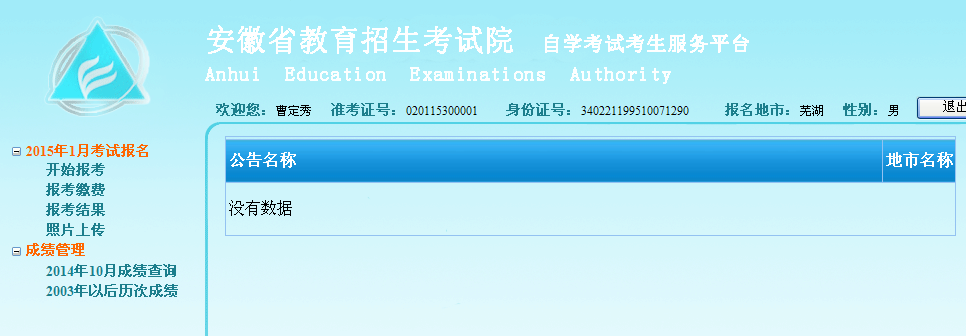 安徽省教育招生考试院 自学考试考生服务平台
Anhui Education Examinations Authority
欢迎您：曹定秀 准考证号：020115300001 身份证号：340221199510071290 报名地市：芜湖 性别：男 退出
2015年1月考试报名
开始报考
报考缴费
报考结果
照片上传
成绩管理
2014年10月成绩查询
2003年以后历次成绩
公告名称 地市名称
没有数据